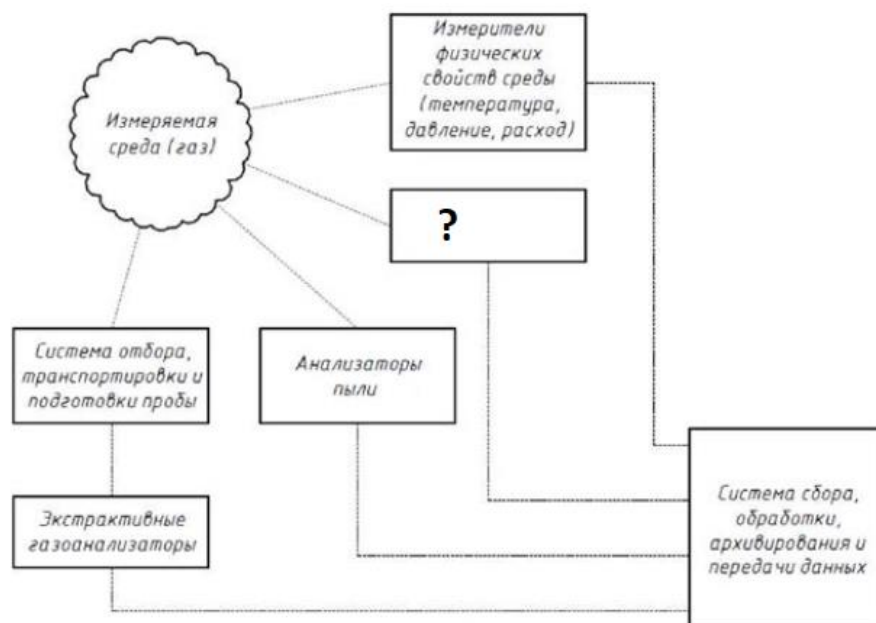 Измерители
физических
свойств среды
(температура,
давление, расход)
Измеряемая
среда (газ)
?
Система отбора,
транспортировки и
подготовки пробы
Анализаторы
пыли
Экстрактивные
газоанализаторы
Система сбора,
обработки,
архивирования и
передачи данных